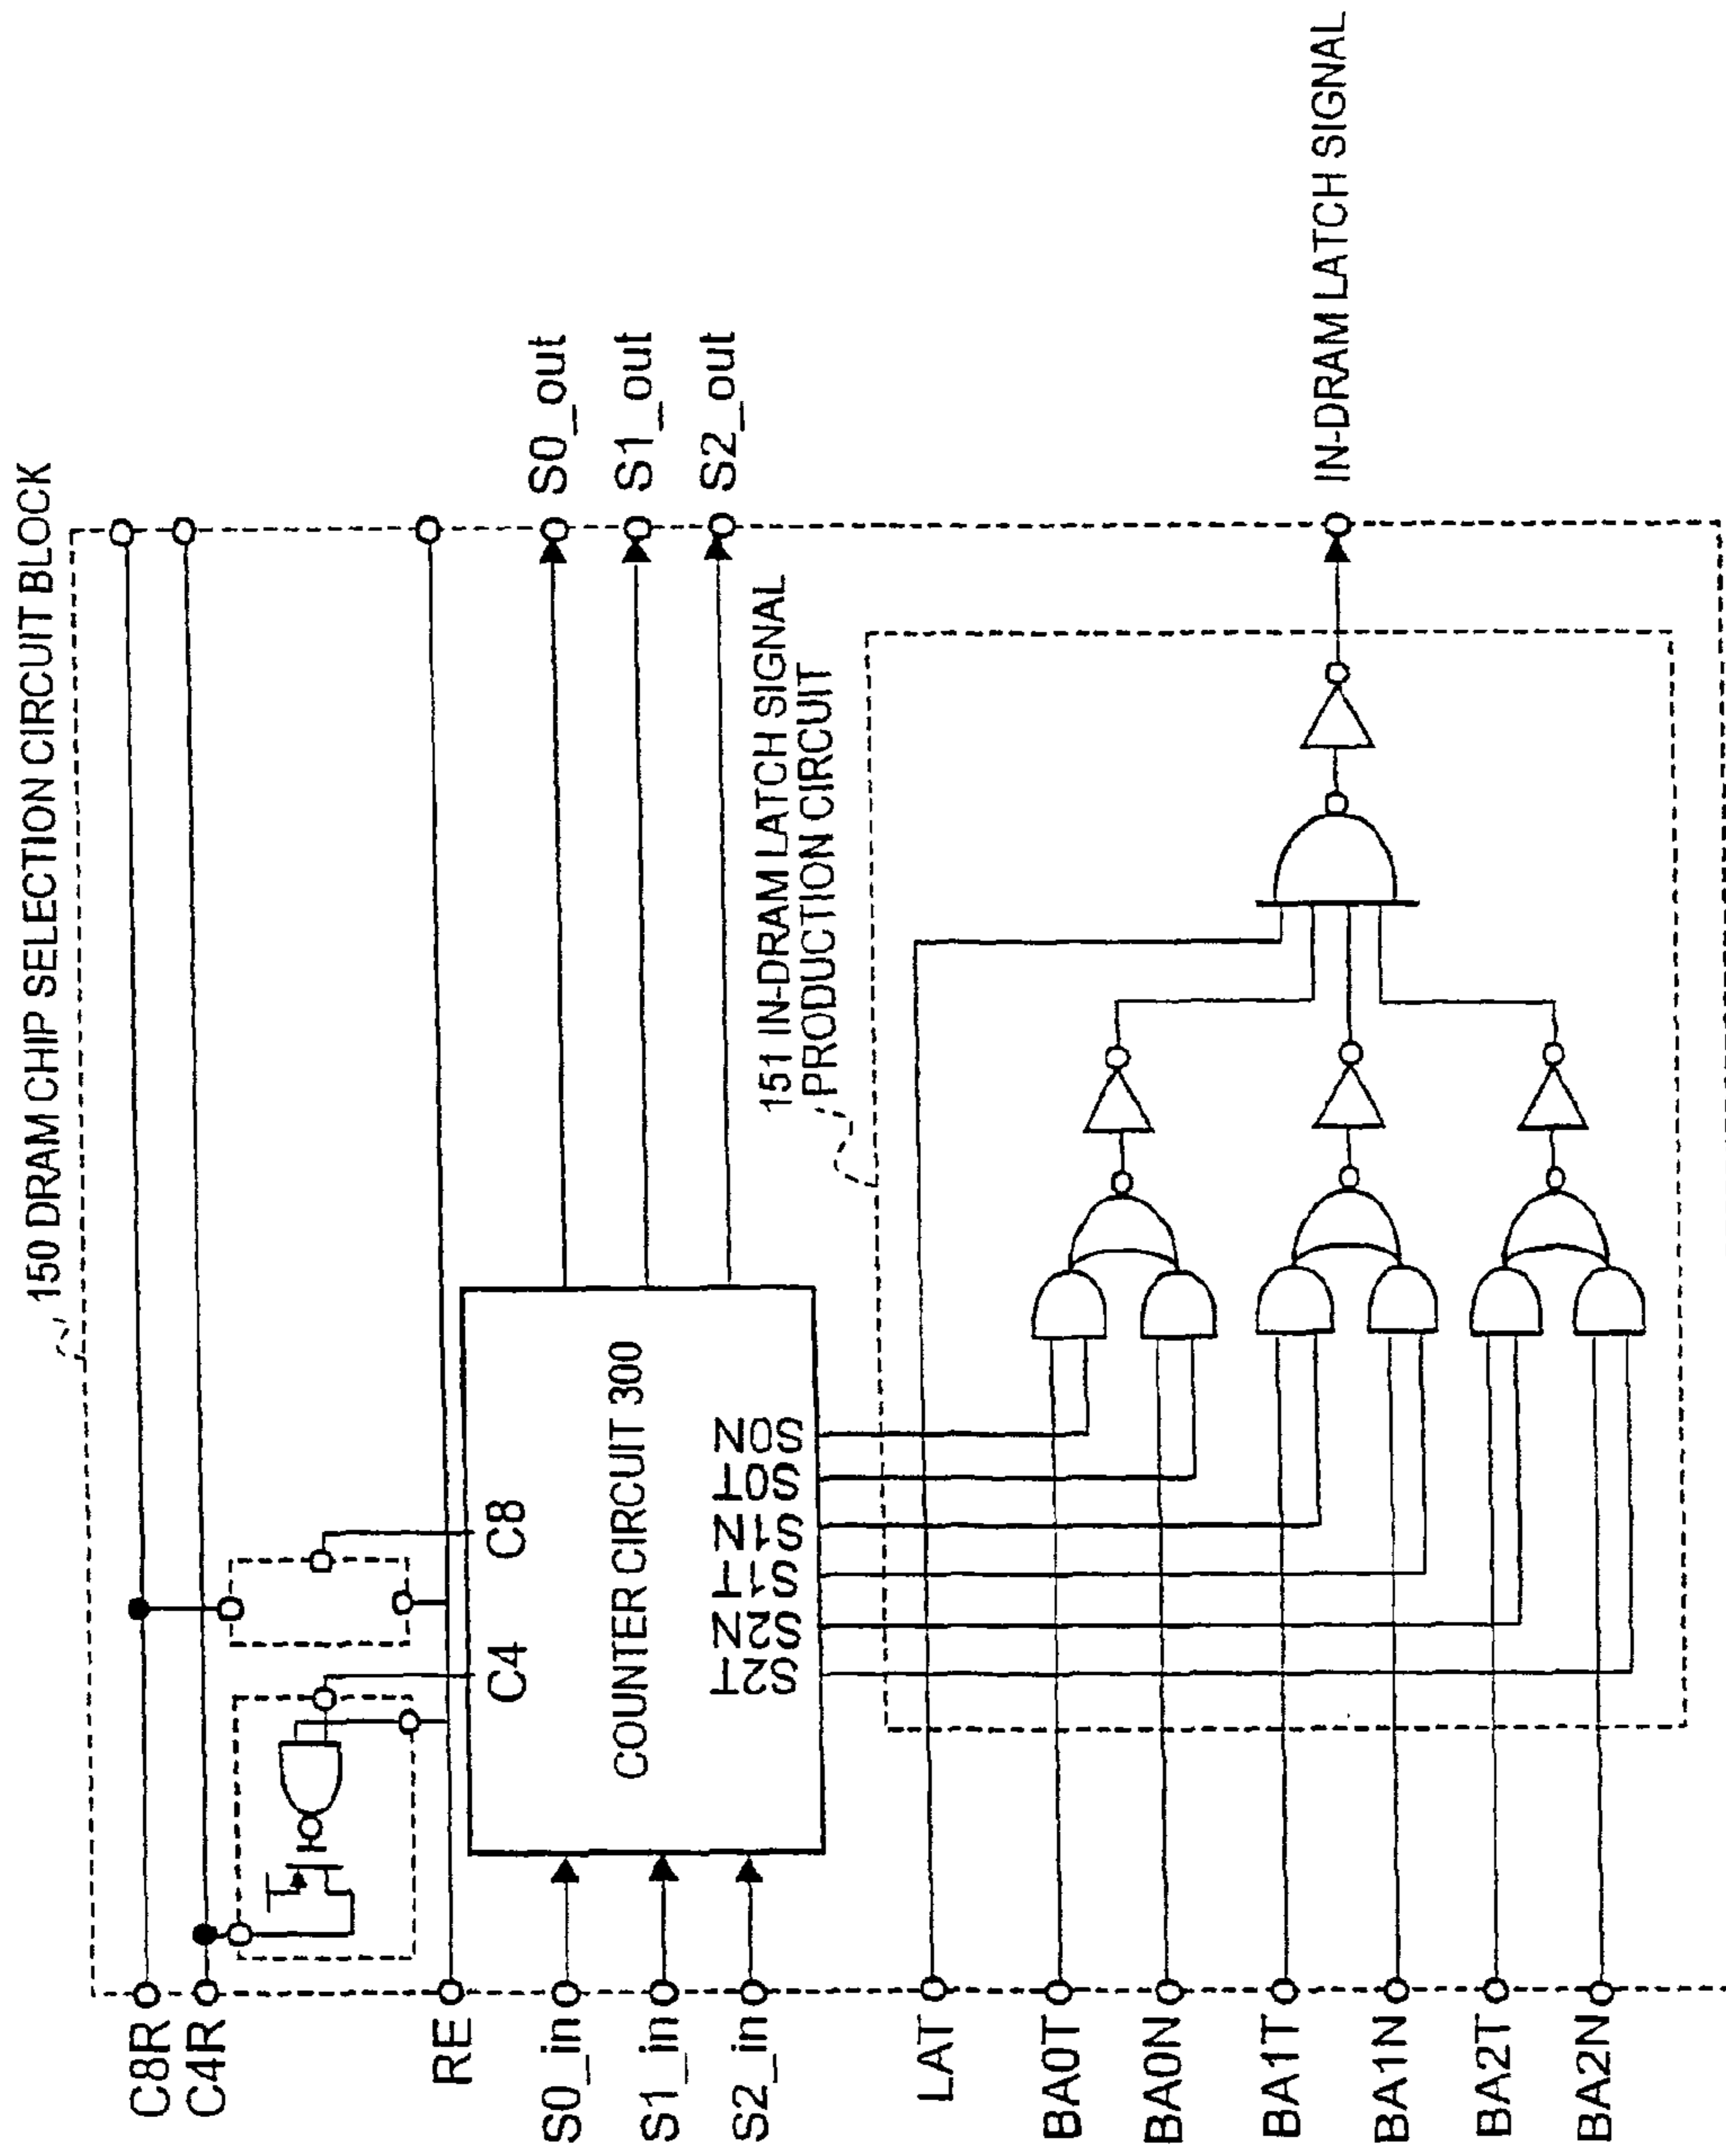 150 DRAM CHIP SELECTION CIRCUIT BLOCK
C8R
C4R
RE
S0_in
S1_in
S2_in
LAT
BA0T
BA0N
BA1T
BA1N
BA2T
BA2N
C4
C8
COUNTER CIRCUIT 300
S2T
S2N
S1T
S1N
S0T
S0N
S0_out
S1_out
S2_out
151 IN-DRAM LATCH SIGNAL
PRODUCTION CIRCUIT
IN-DRAM LATCH SIGNAL